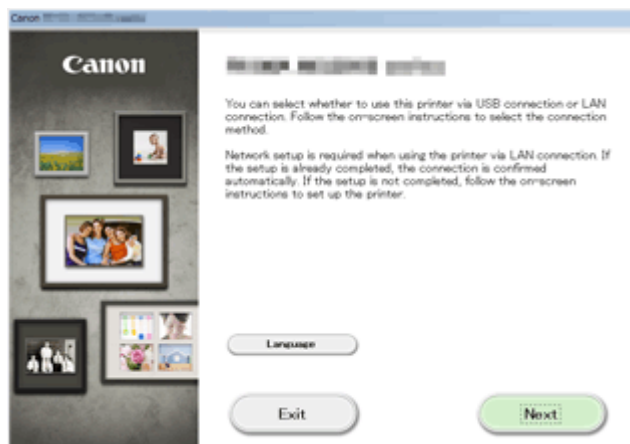 Canon
Canon
You can select whether to use this printer via USB connection or LAN
connection. Follow the on-screen instructions to select the connection
method.
Network setup is required when using the printer via LAN connection. If
the setup is already completed, the connection is confirmed
automatically. If the setup is not completed, follow the on-screen
instructions to set up the printer.
Language
Exit
Next